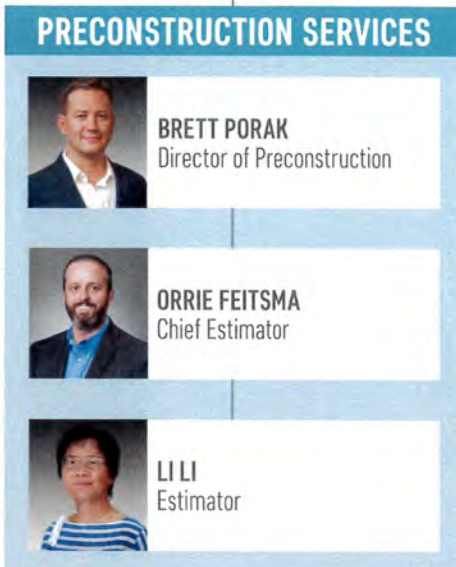 PRECONSTRUCTION SERVICES
BRETT PORAK
Director of Preconstruction
ORRIE FEITSMA
Chief Estimator
LI LI
Estimator